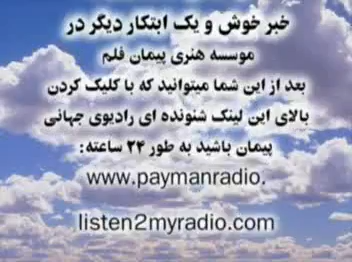 خبر خوش و یک ابتکار دیگر در
موسسه هنری پیمان فلم
بعد از این شما میتوانید که با کلیک کردن
بالای این لینک شنونده ای رادیوی جهانی
پیمان باشید به طور ۲۴ ساعته:
www.paymanradio.
listen2myradio.com